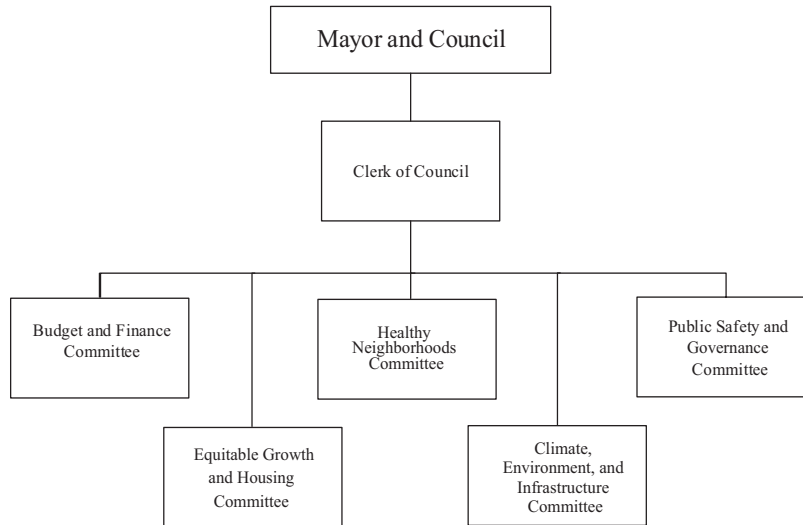 Mayor and Council
Clerk of Council
Budget and Finance
Committee
Healthy
Neighborhoods
Committee
Public Safety and
Governance
Committee
Equitable Growth
and Housing
Committee
Climate,
Environment, and
Infrastructure
Committee